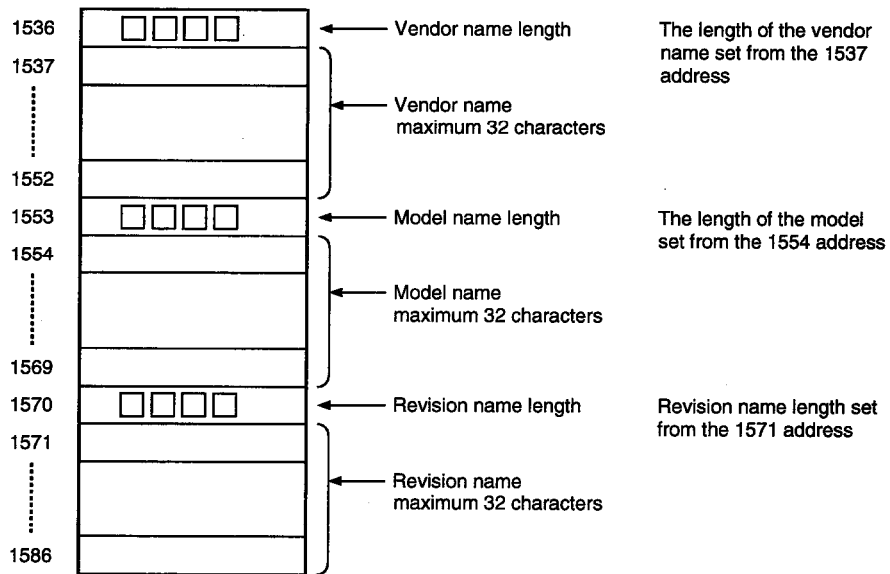 1536 Vendor name length The length of the vendor
name set from the 1537
address
1537
Vendor name
maximum 32 characters
1552
1553 Model name length The length of the model
set from the 1554 address
1554
Model name
maximum 32 characters
1569
1570 Revision name length Revision name length set
from the 1571 address
1571
Revision name
maximum 32 characters
1586